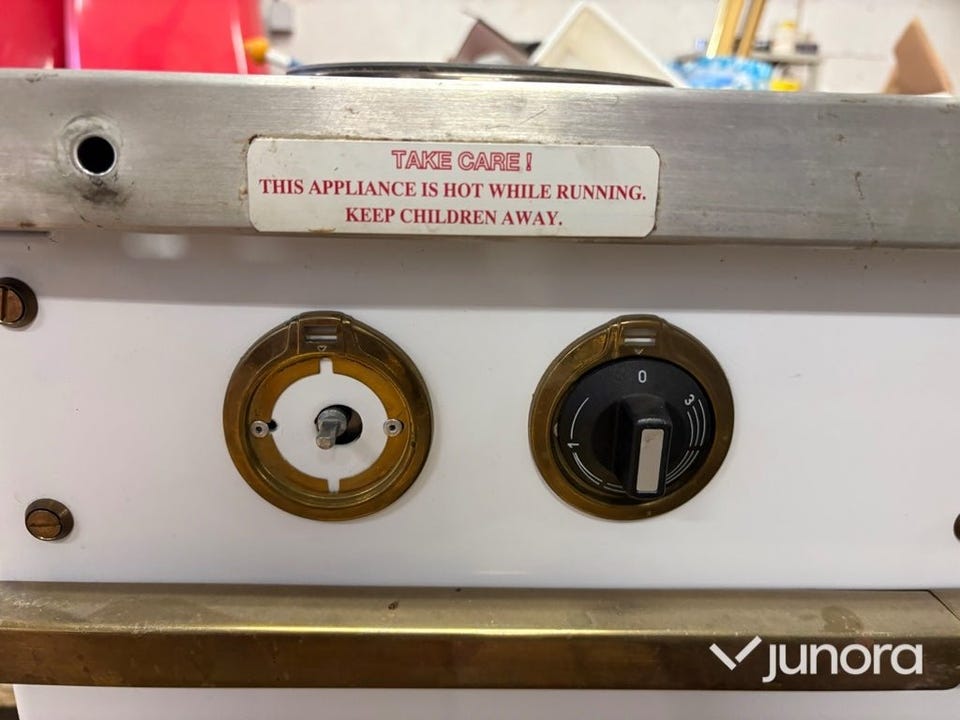 TAKE CARE!
THIS APPLIANCE IS HOT WHILE RUNNING.
KEEP CHILDREN AWAY.
0
3
1
junora